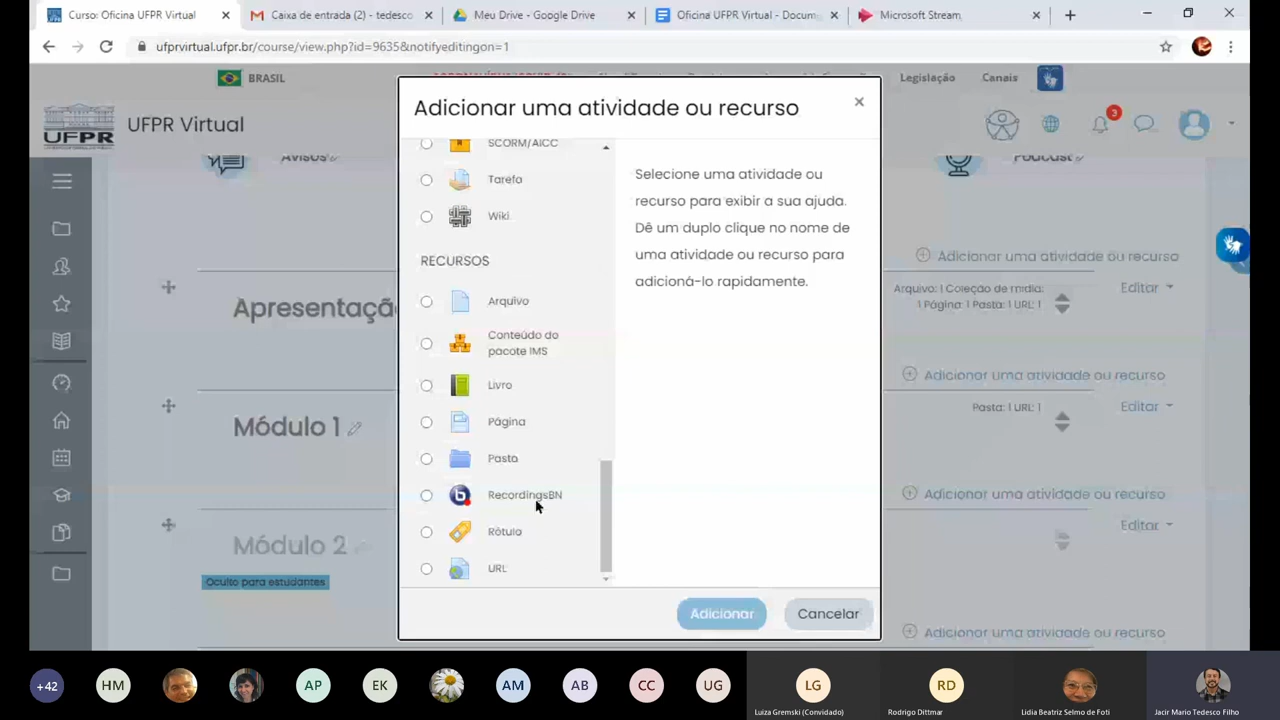 Curso: Oficina UFPR Virtual
Caixa de entrada (2) - tedesco
Meu Drive - Google Drive
Oficina UFPR Virtual - Docum
Microsoft Stream
ufprvirtual.ufpr.br/course/view.php?id=9635&notifyeditingon=1
BRASIL
Legislação
Canais
UFPR
UFPR Virtual
3
Avisos
Podcast
Adicionar uma atividade ou recurso
Apresentaçã
Arquivo: 1 Coleção de mídia:
1 Página: 1 Pasta: 1 URL: 1
Editar
Adicionar uma atividade ou recurso
Módulo 1
Pasta: 1 URL: 1
Editar
Adicionar uma atividade ou recurso
Módulo 2
Editar
Oculto para estudantes
Adicionar uma atividade ou recurso
Adicionar uma atividade ou recurso
×
SCORM/AICC
Tarefa
Wiki
RECURSOS
Arquivo
Conteúdo do
pacote IMS
Livro
Página
Pasta
RecordingsBN
Rótulo
URL
Selecione uma atividade ou
recurso para exibir a sua ajuda.
Dê um duplo clique no nome de
uma atividade ou recurso para
adicioná-lo rapidamente.
Adicionar
Cancelar
+42
HM
AP
EK
AM
AB
CC
UG
LG
RD
Luiza Gremski (Convidado)
Rodrigo Dittmar
Lidia Beatriz Selmo de Foti
Jacir Mario Tedesco Filho